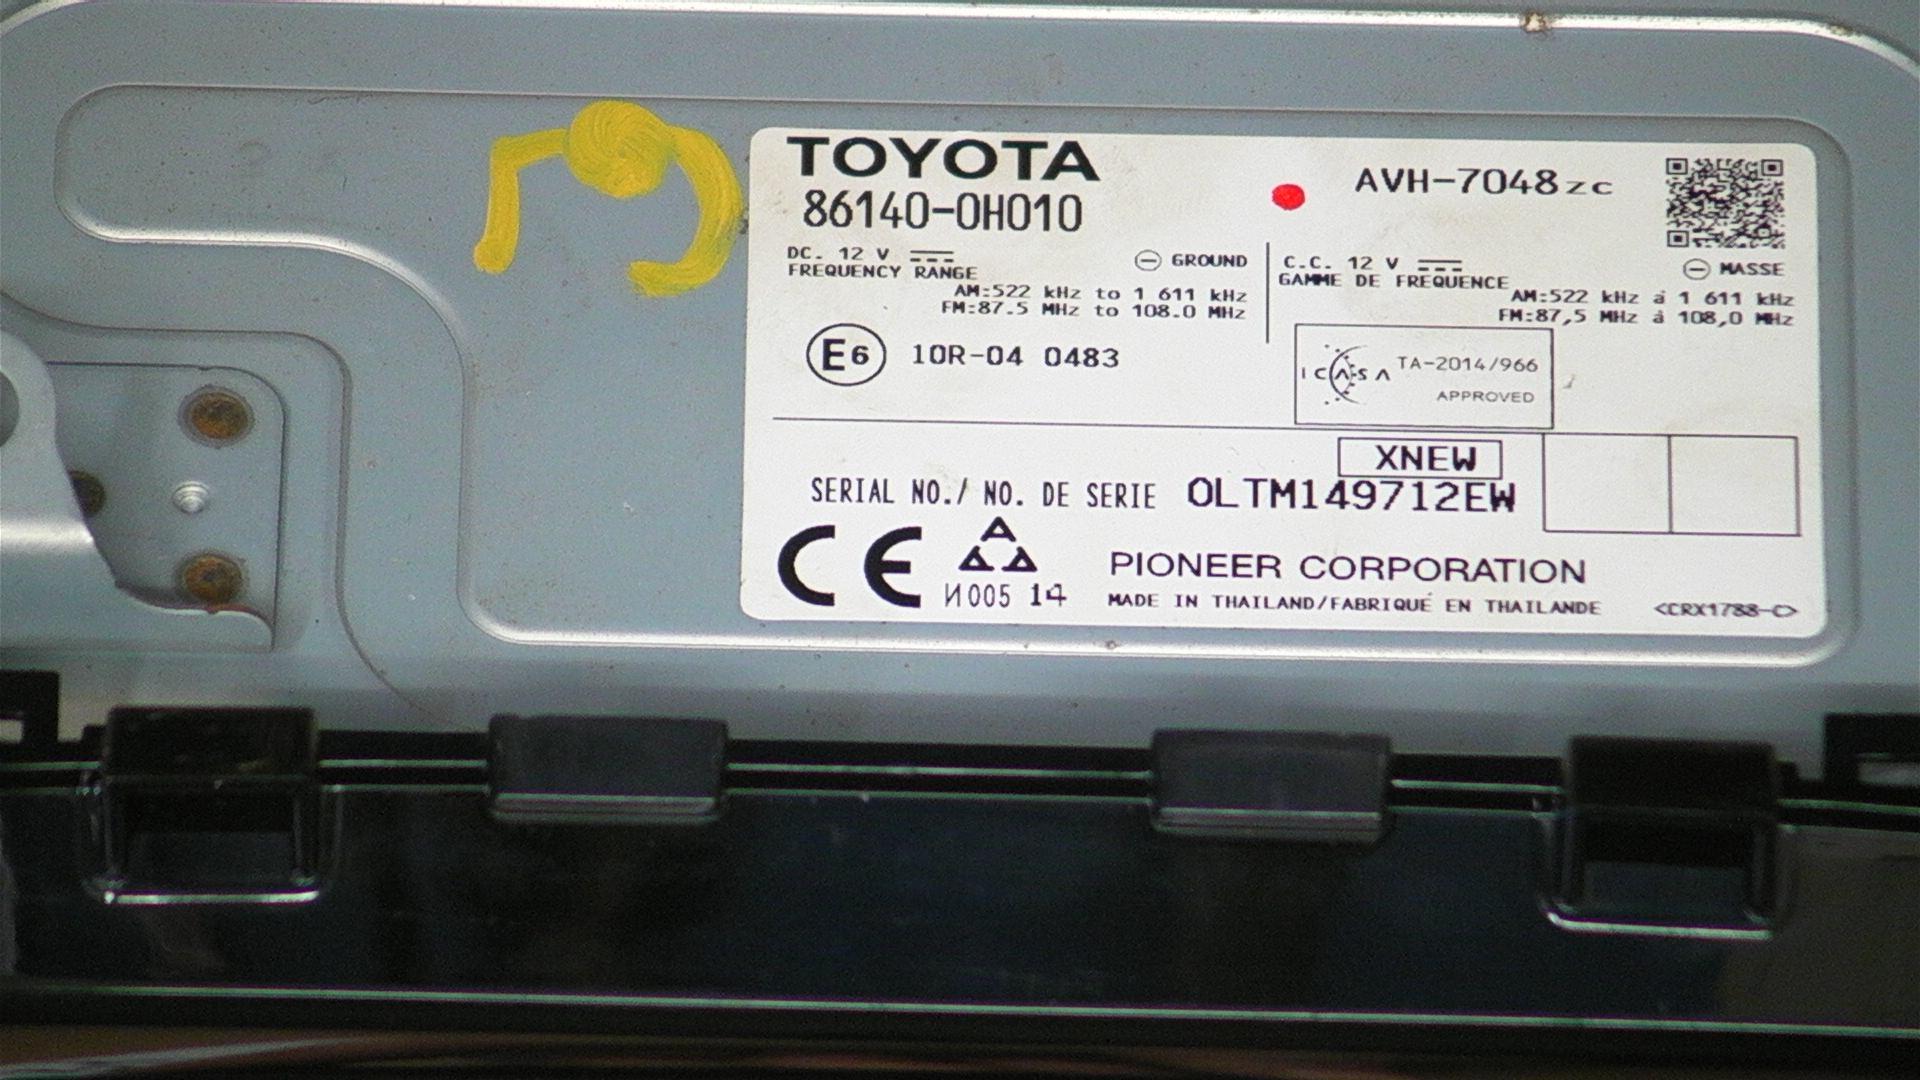 TOYOTA
86140-0H010
AVH-7048ZC
DC. 12 V
GROUND
FREQUENCY RANGE
AM:522 kHz to 1 611 kHz
FM:87.5 MHz to 108.0 MHz
C.C. 12 V
MASSE
GAMME DE FREQUENCE
AM:522 kHz à 1 611 kHz
FM:87,5 MHz à 108,0 MHz
E6 10R-04 0483
ICASA TA-2014/966
APPROVED
XNEW
SERIAL NO./ NO. DE SERIE OLTM149712EW
CE
И005 14
PIONEER CORPORATION
MADE IN THAILAND/FABRIQUÉ EN THAILANDE
<CRX1788-C>